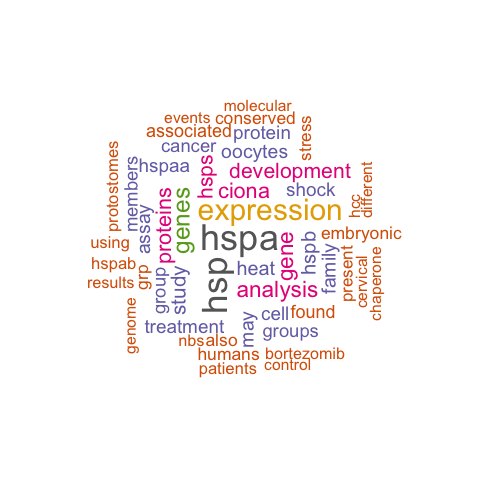 molecular
events conserved
associated protein
stress
cancer oocytes
protostomes
members
hspaa
hsps
development
ciona shock
hcc
different
proteins
genes
expression
assay
using
hspa
gene
hspb
embryonic
family
hspab
grp
results
group
study
hsp
heat
analysis
present
cervical
chaperone
genome
treatment
may
cell found
groups
nbs also
humans bortezomib
patients control